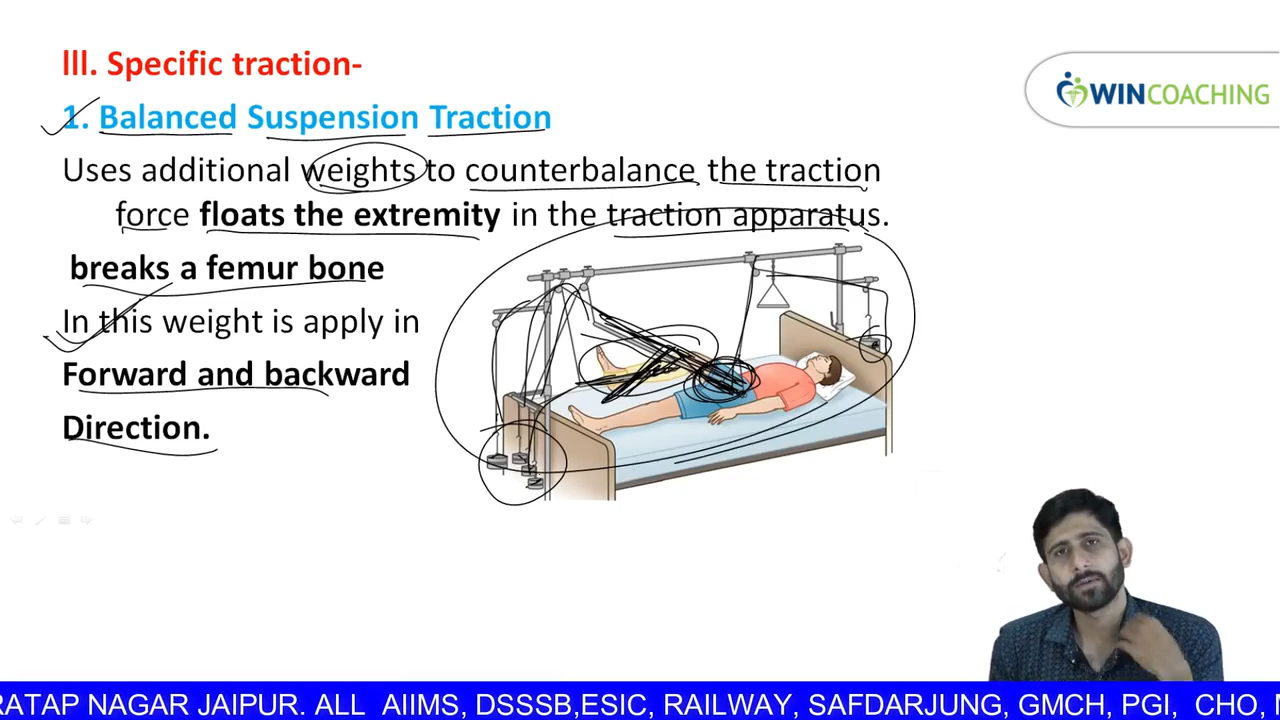 III. Specific traction-
WINCOACHING
1. Balanced Suspension Traction
Uses additional weights to counterbalance the traction
force floats the extremity in the traction apparatus.
breaks a femur bone
In this weight is apply in
Forward and backward
Direction.
RATAP NAGAR JAIPUR. ALL AIIMS, DSSSB,ESIC, RAILWAY, SAFDARJUNG, GMCH, PGI, CHO,